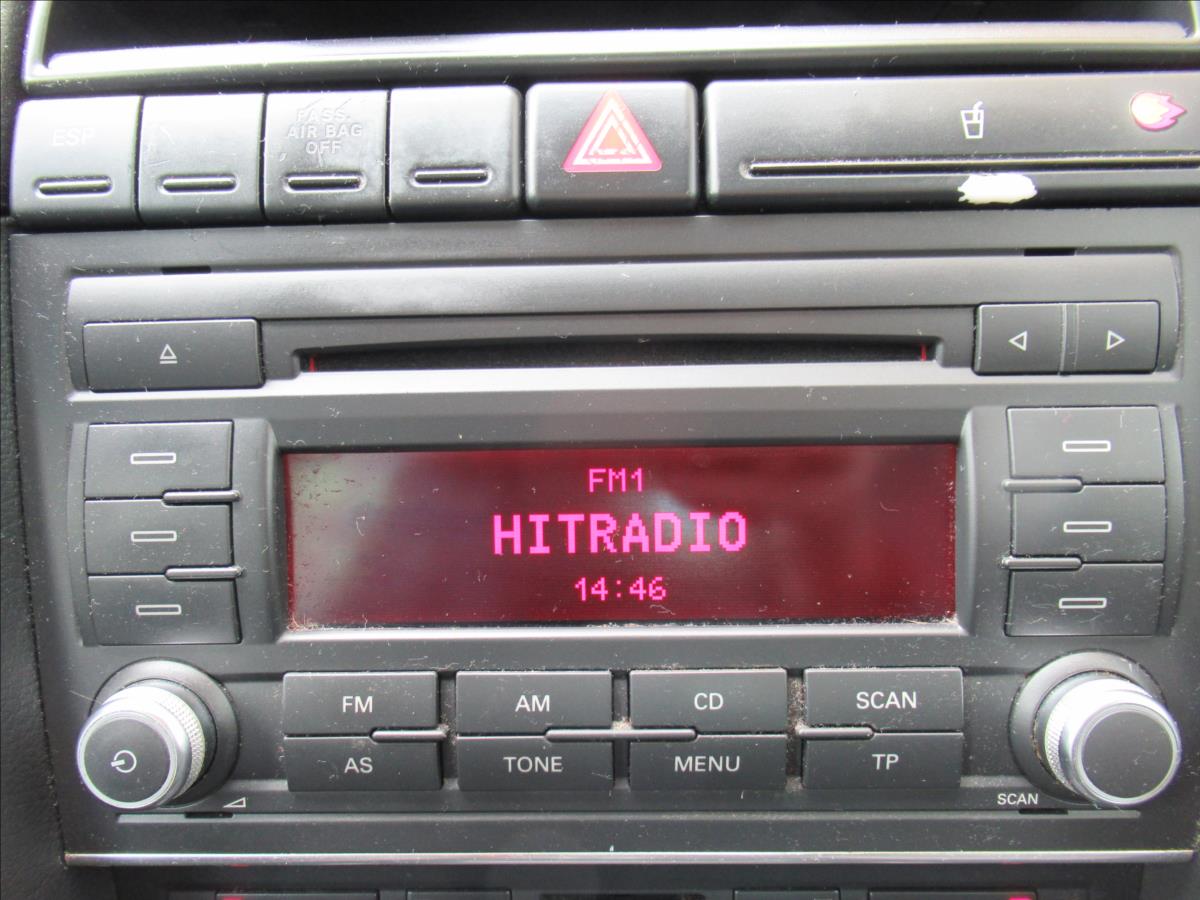 ESP
PASS.
AIR BAG
OFF
FM1
HITRADIO
14:46
FM AM CD SCAN
AS TONE MENU TP
SCAN